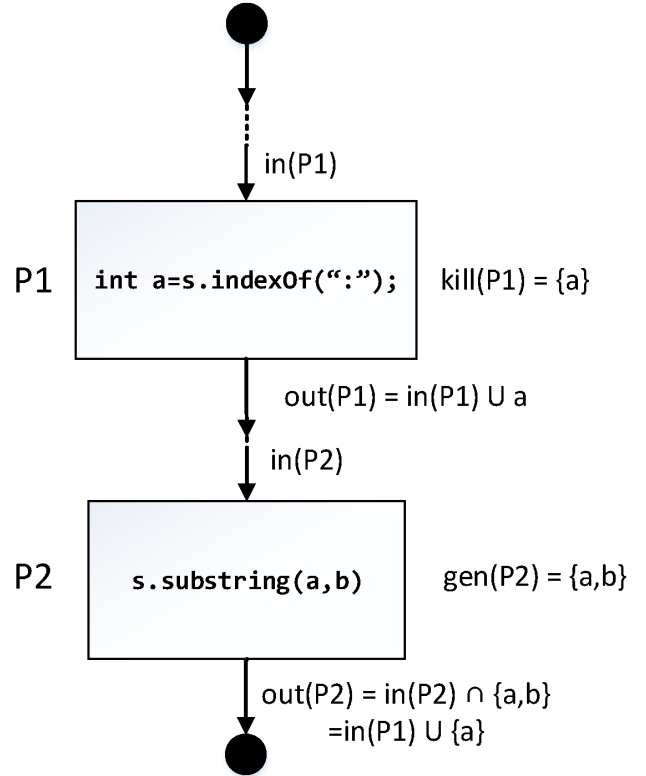 in(P1)
P1
int a=s.indexOf(“:”);
kill(P1) = {a}
out(P1) = in(P1) U a
in(P2)
P2
s.substring(a,b)
gen(P2) = {a,b}
out(P2) = in(P2) ∩ {a,b}
=in(P1) U {a}